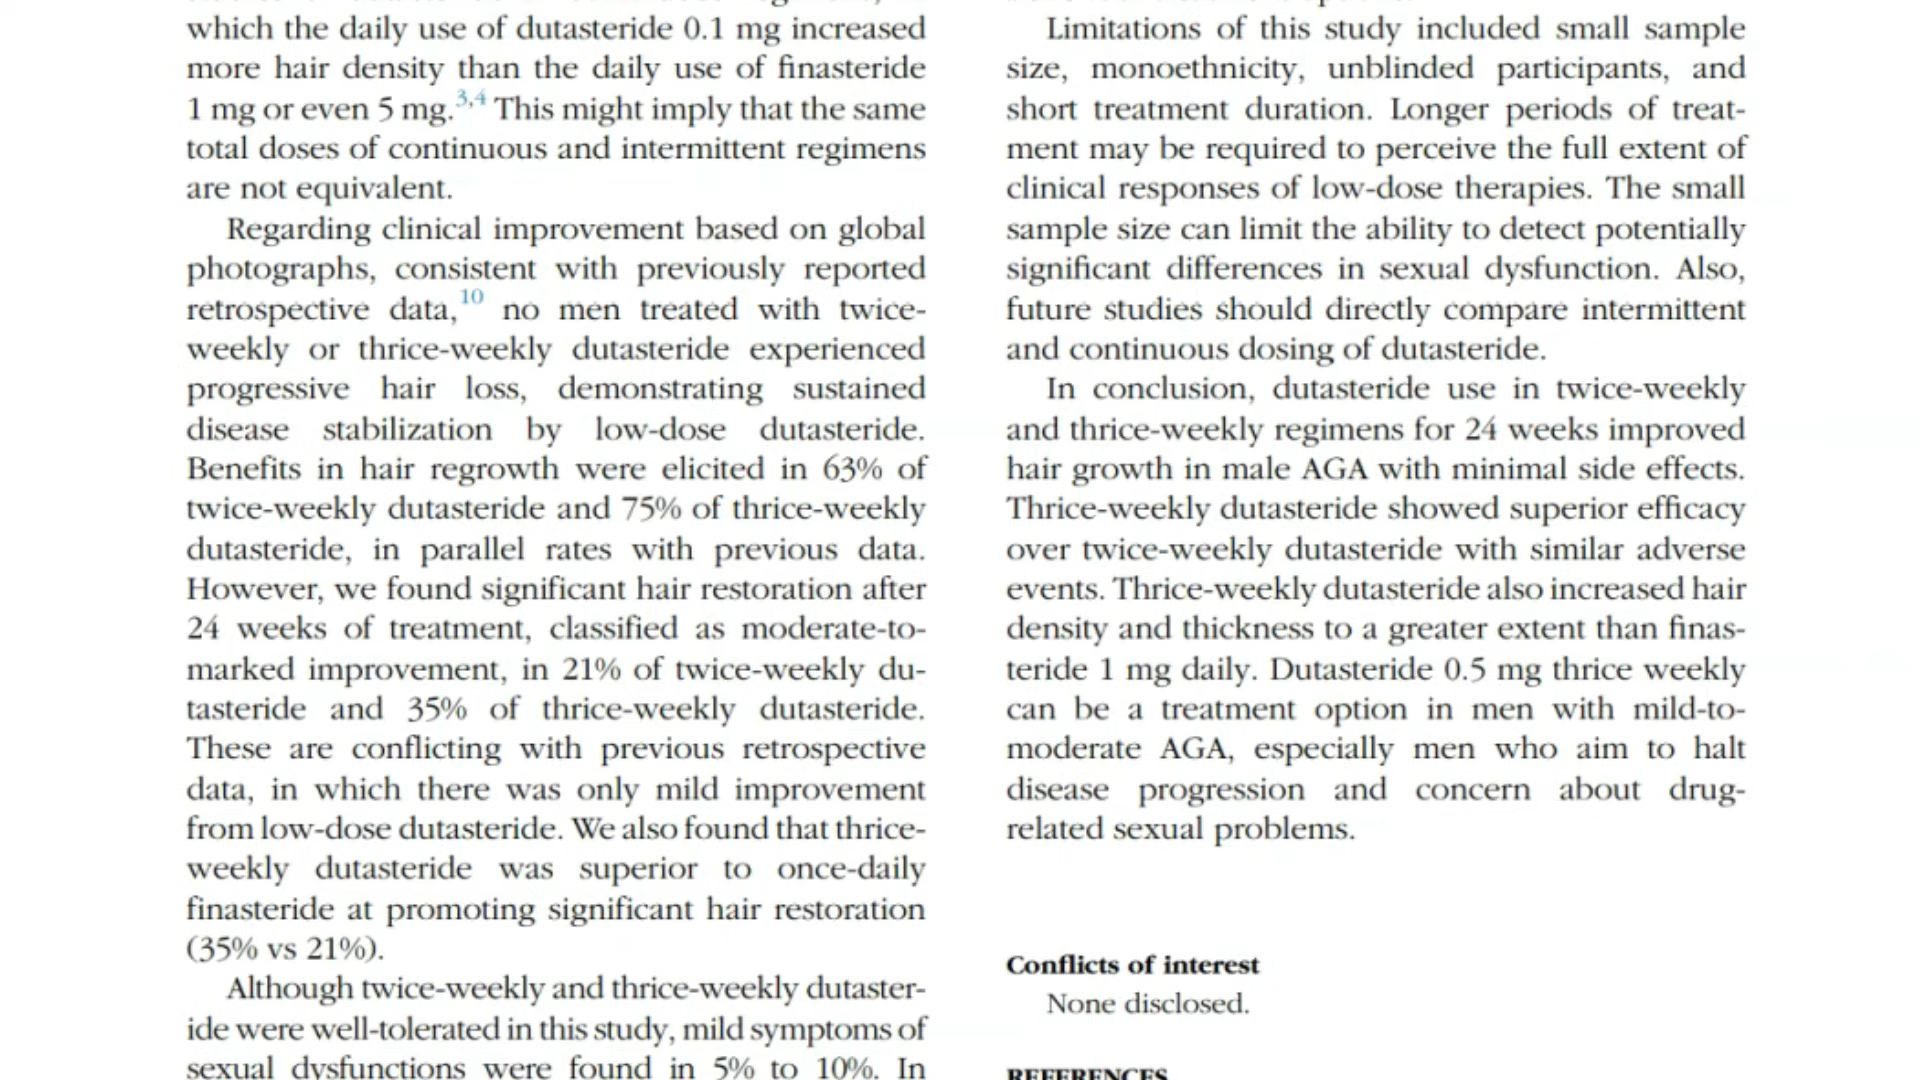 which the daily use of dutasteride 0.1 mg increased
more hair density than the daily use of finasteride
1 mg or even 5 mg.3,4 This might imply that the same
total doses of continuous and intermittent regimens
are not equivalent.
Regarding clinical improvement based on global
photographs, consistent with previously reported
retrospective data,10 no men treated with twice-
weekly or thrice-weekly dutasteride experienced
progressive hair loss, demonstrating sustained
disease stabilization by low-dose dutasteride.
Benefits in hair regrowth were elicited in 63% of
twice-weekly dutasteride and 75% of thrice-weekly
dutasteride, in parallel rates with previous data.
However, we found significant hair restoration after
24 weeks of treatment, classified as moderate-to-
marked improvement, in 21% of twice-weekly du-
tasteride and 35% of thrice-weekly dutasteride.
These are conflicting with previous retrospective
data, in which there was only mild improvement
from low-dose dutasteride. We also found that thrice-
weekly dutasteride was superior to once-daily
finasteride at promoting significant hair restoration
(35% vs 21%).
Although twice-weekly and thrice-weekly dutaster-
ide were well-tolerated in this study, mild symptoms of
sexual dysfunctions were found in 5% to 10%. In
Limitations of this study included small sample
size, monoethnicity, unblinded participants, and
short treatment duration. Longer periods of treat-
ment may be required to perceive the full extent of
clinical responses of low-dose therapies. The small
sample size can limit the ability to detect potentially
significant differences in sexual dysfunction. Also,
future studies should directly compare intermittent
and continuous dosing of dutasteride.
In conclusion, dutasteride use in twice-weekly
and thrice-weekly regimens for 24 weeks improved
hair growth in male AGA with minimal side effects.
Thrice-weekly dutasteride showed superior efficacy
over twice-weekly dutasteride with similar adverse
events. Thrice-weekly dutasteride also increased hair
density and thickness to a greater extent than finas-
teride 1 mg daily. Dutasteride 0.5 mg thrice weekly
can be a treatment option in men with mild-to-
moderate AGA, especially men who aim to halt
disease progression and concern about drug-
related sexual problems.
Conflicts of interest
None disclosed.
REFERENCES